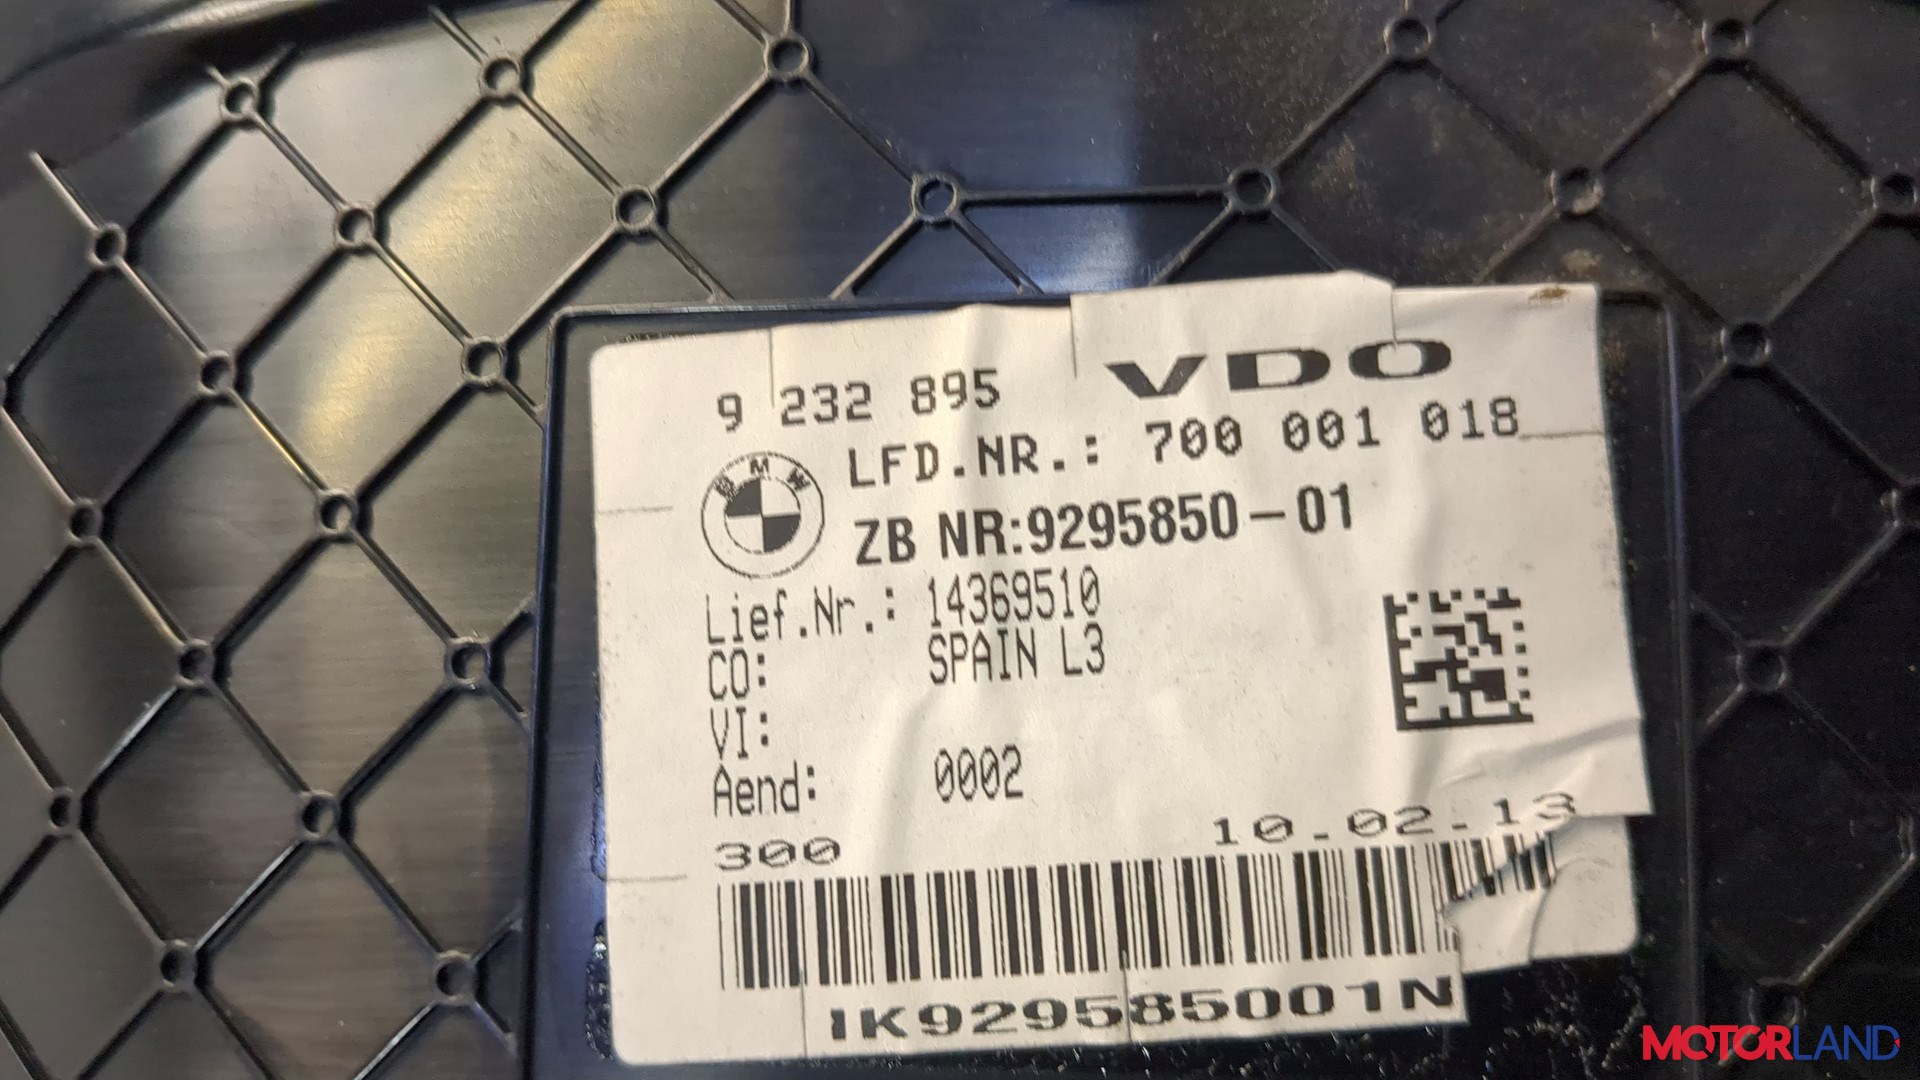 9 232 895 VDO
LFD.NR.: 700 001 018
BMW
ZB NR:9295850-01
Lief.Nr.: 14369510
CO: SPAIN L3
VI:
Aend: 0002
300 10.02.13
1K929585001N
MOTORLAND